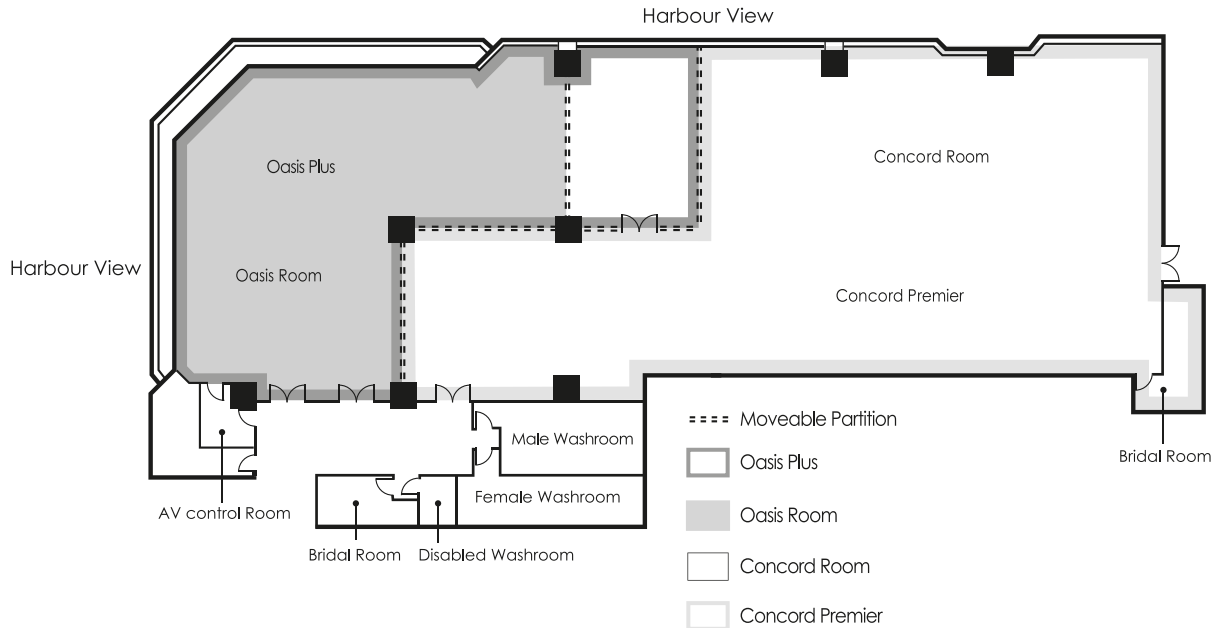 Harbour View
Oasis Plus
Concord Room
Harbour View
Oasis Room
Concord Premier
Moveable Partition
Male Washroom
Oasis Plus
Bridal Room
Female Washroom
AV control Room
Oasis Room
Bridal Room
Disabled Washroom
Concord Room
Concord Premier